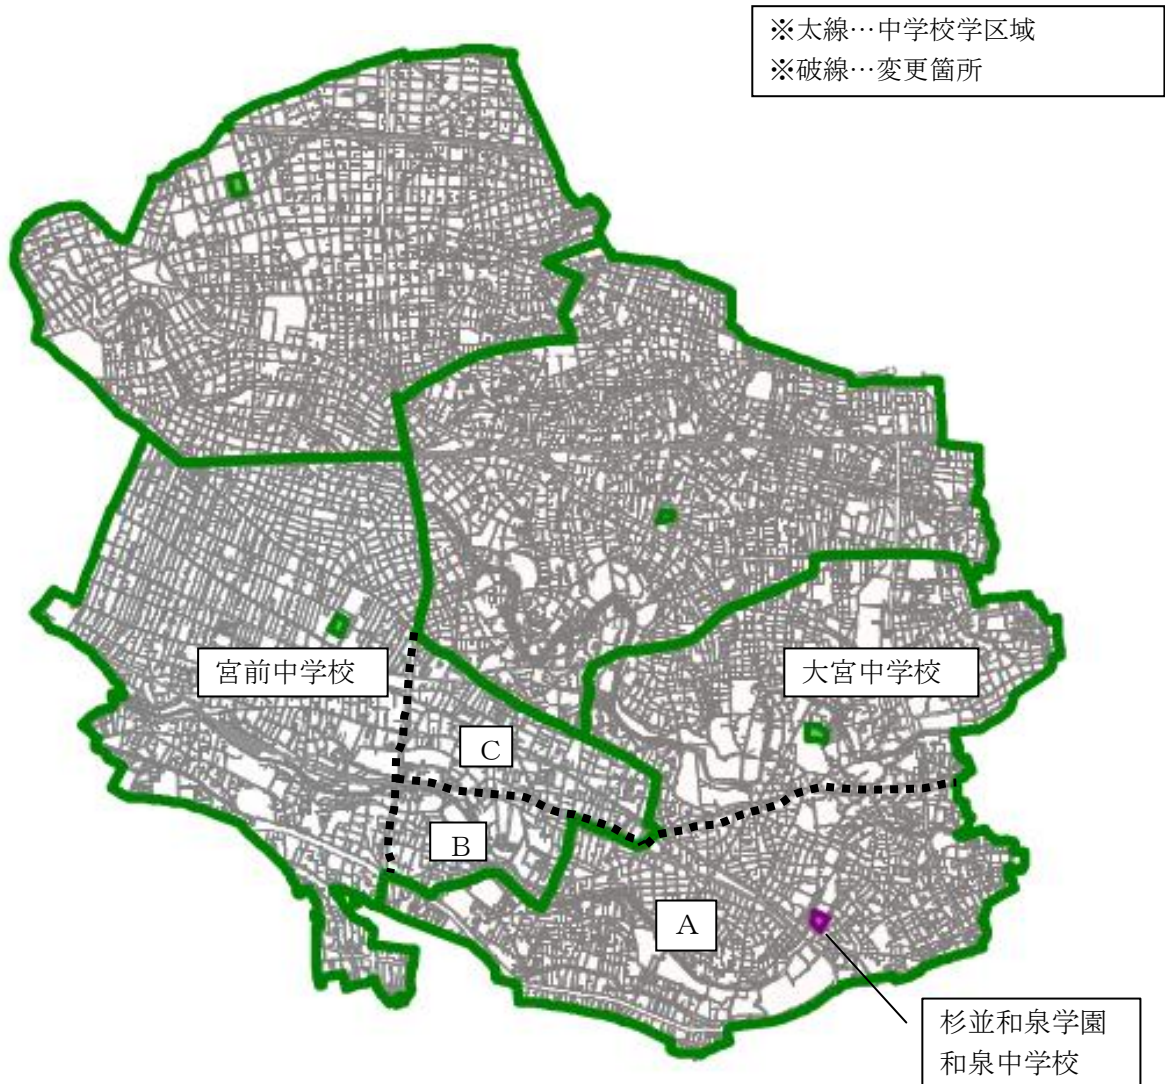 ※太線…中学校学区域
※破線…変更箇所
宮前中学校
大宮中学校
C
B
A
杉並和泉学園
和泉中学校